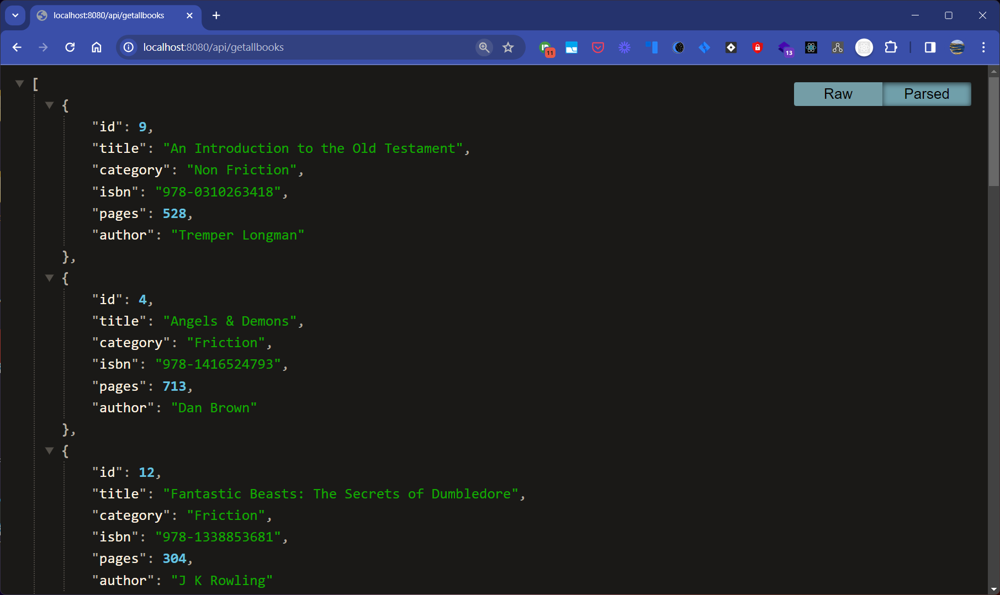 localhost:8080/api/getallbooks
localhost:8080/api/getallbooks
11
13
Raw
Parsed
[
{
"id": 9,
"title": "An Introduction to the Old Testament",
"category": "Non Friction",
"isbn": "978-0310263418",
"pages": 528,
"author": "Tremper Longman"
},
{
"id": 4,
"title": "Angels & Demons",
"category": "Friction",
"isbn": "978-1416524793",
"pages": 713,
"author": "Dan Brown"
},
{
"id": 12,
"title": "Fantastic Beasts: The Secrets of Dumbledore",
"category": "Friction",
"isbn": "978-1338853681",
"pages": 304,
"author": "J K Rowling"